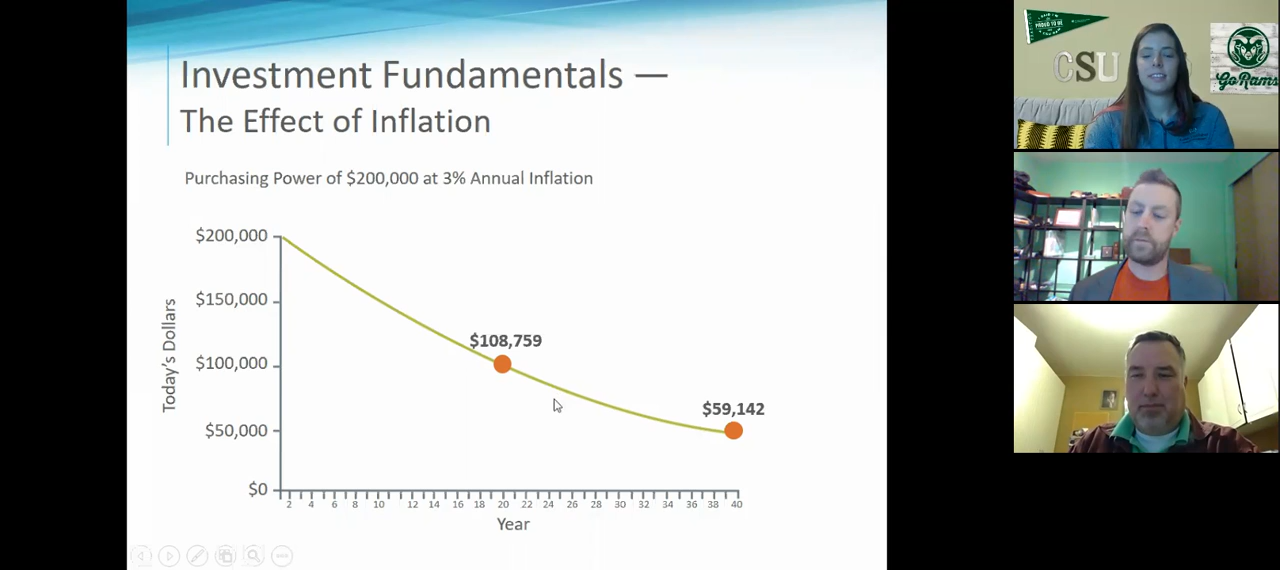 Investment Fundamentals —
The Effect of Inflation
Purchasing Power of $200,000 at 3% Annual Inflation
Today's Dollars
$200,000
$150,000
$100,000
$50,000
$0
$108,759
$59,142
2 4 6 8 10 12 14 16 18 20 22 24 26 28 30 32 34 36 38 40
Year
PROUD TO BE
CSU
Go Rams